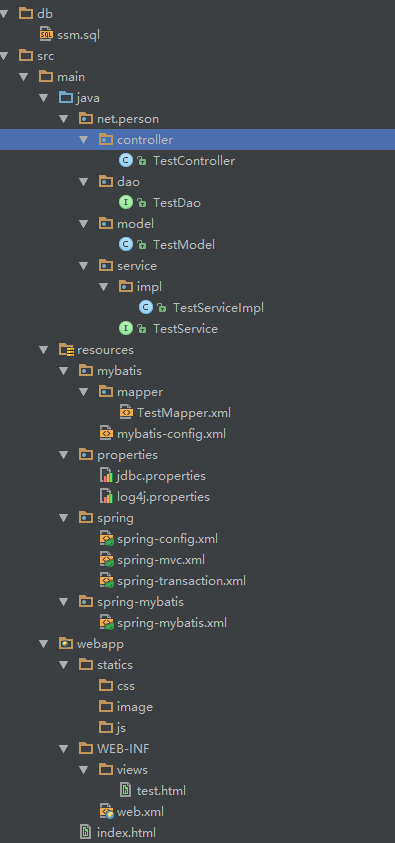 db
ssm.sql
src
main
java
net.person
controller
TestController
dao
TestDao
model
TestModel
service
impl
TestServiceImpl
TestService
resources
mybatis
mapper
TestMapper.xml
mybatis-config.xml
properties
jdbc.properties
log4j.properties
spring
spring-config.xml
spring-mvc.xml
spring-transaction.xml
spring-mybatis
spring-mybatis.xml
webapp
statics
css
image
js
WEB-INF
views
test.html
web.xml
index.html